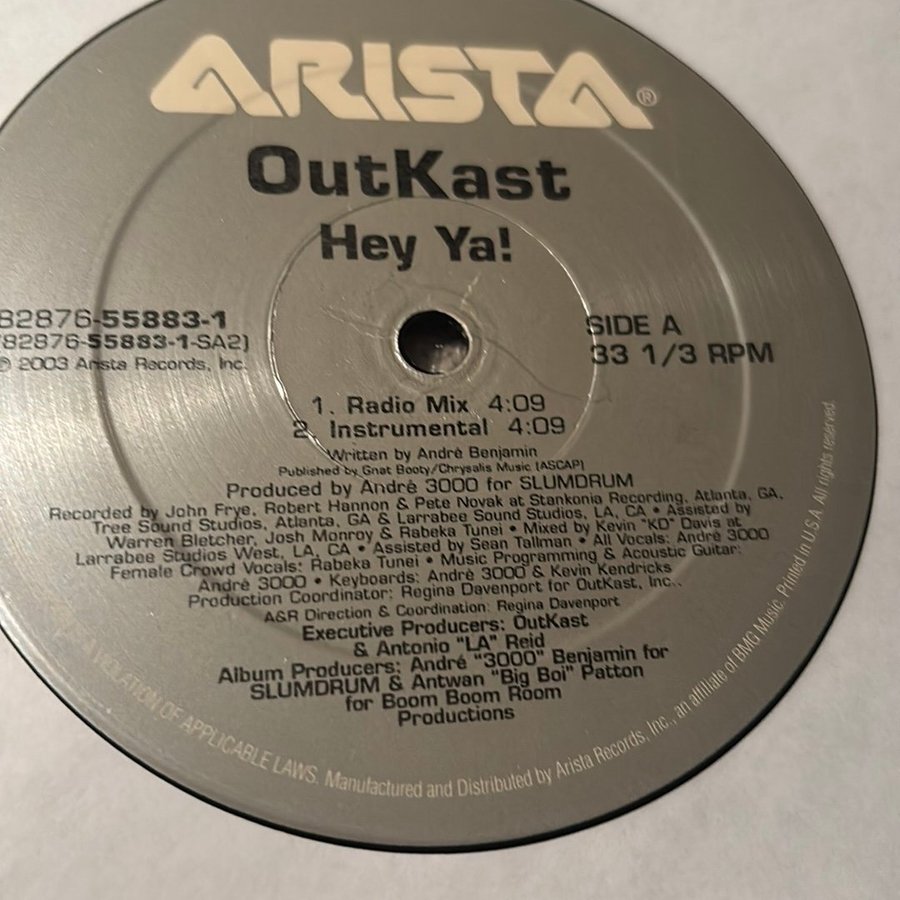 ARISTA®
OutKast
Hey Ya!
82876-55883-1
(82876-55883-1-SA2)
℗ 2003 Arista Records, Inc.
SIDE A
33 1/3 RPM
1. Radio Mix 4:09
2. Instrumental 4:09
Written by André Benjamin
Published by Gnat Booty/Chrysalis Music (ASCAP)
Produced by André 3000 for SLUMDRUM
Recorded by John Frye, Robert Hannon & Pete Novak at Stankonia Recording, Atlanta, GA,
Tree Sound Studios, Atlanta, GA & Larrabee Sound Studios, LA, CA • Assisted by
Warren Bletcher, Josh Monroy & Rabeka Tunei • Mixed by Kevin "KD" Davis at
Larrabee Studios West, LA, CA • Assisted by Sean Tallman • All Vocals: André 3000
Female Crowd Vocals: Rabeka Tunei • Music Programming & Acoustic Guitar:
André 3000 • Keyboards: André 3000 & Kevin Kendricks
Production Coordinator: Regina Davenport for OutKast, Inc..
A&R Direction & Coordination: Regina Davenport
Executive Producers: OutKast
& Antonio "LA" Reid
Album Producers: André "3000" Benjamin for
SLUMDRUM & Antwan "Big Boi" Patton
for Boom Boom Room
Productions
OF APPLICABLE LAWS. Manufactured and Distributed by Arista Records, Inc., an affiliate of BMG Music. Printed in U.S.A. All rights reserved.